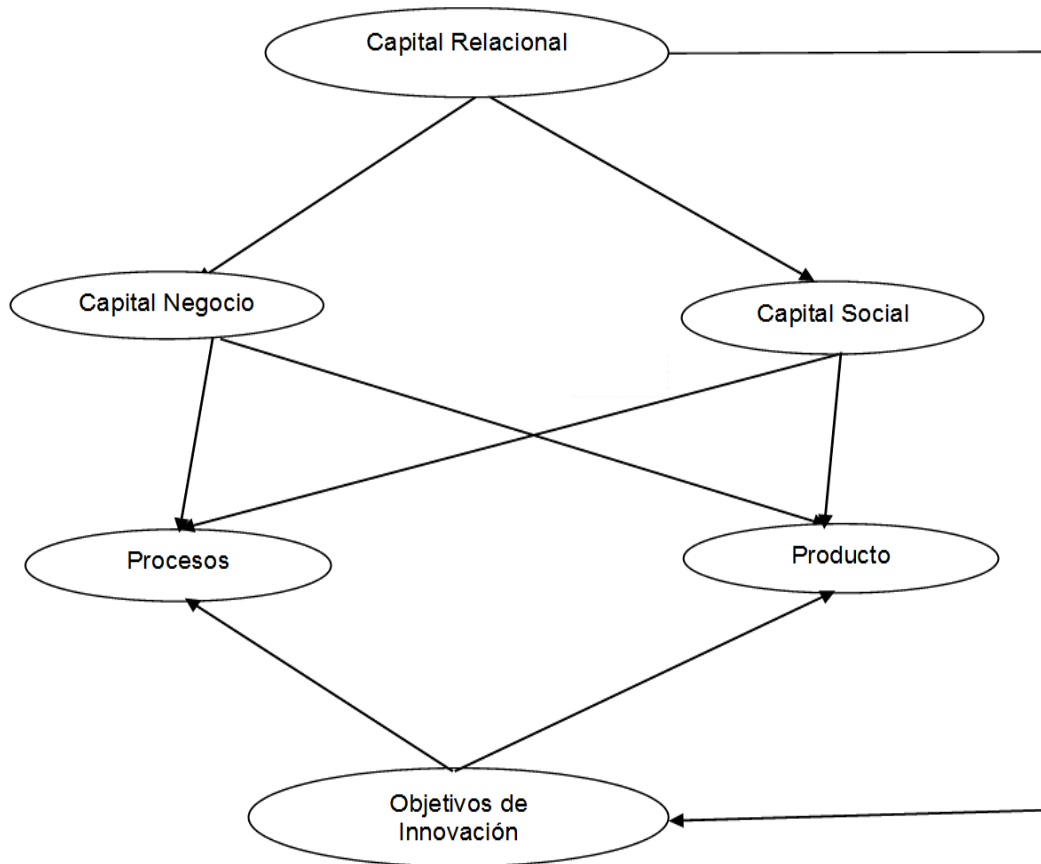 Capital Relacional
Capital Negocio
Capital Social
Procesos
Producto
Objetivos de
Innovación